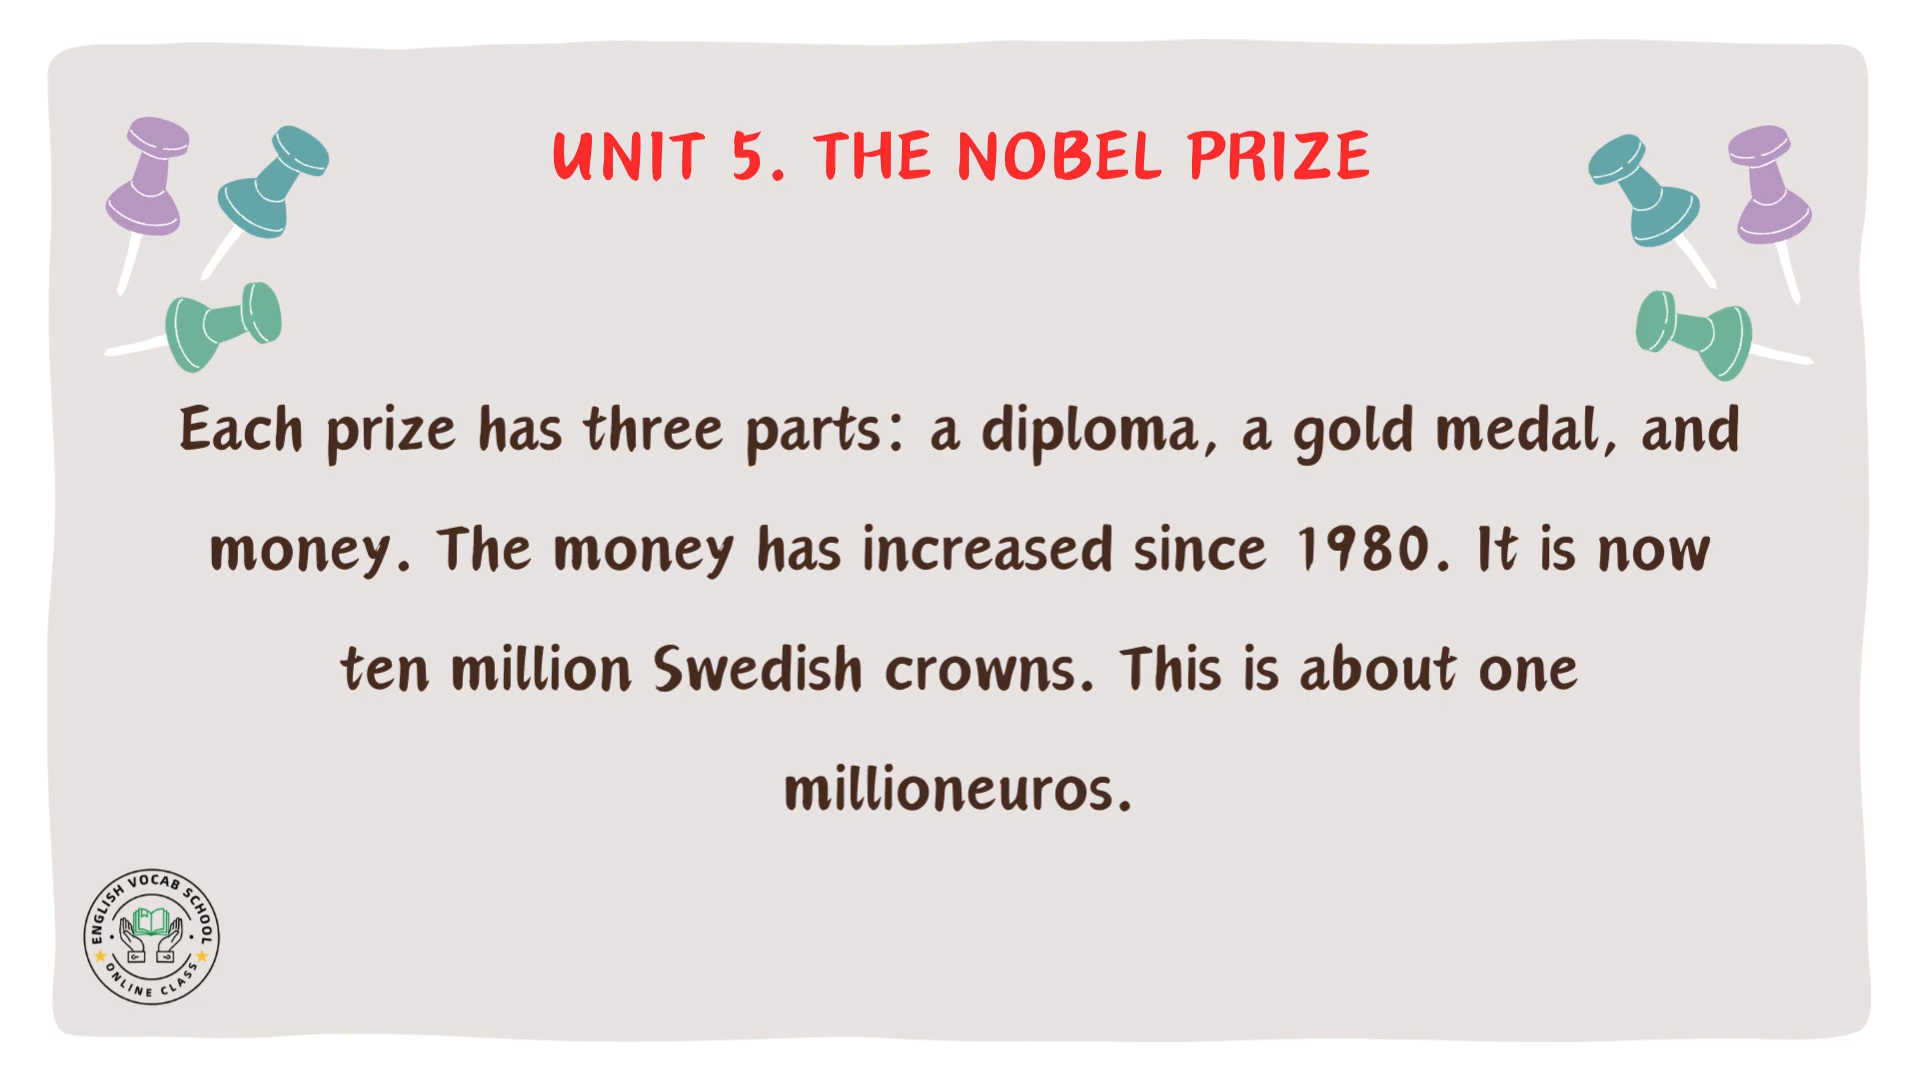 UNIT 5. THE NOBEL PRIZE
Each prize has three parts: a diploma, a gold medal, and
money. The money has increased since 1980. It is now
ten million Swedish crowns. This is about one
millioneuros.
ENGLISH VOCAB SCHOOL
ONLINE CLASS